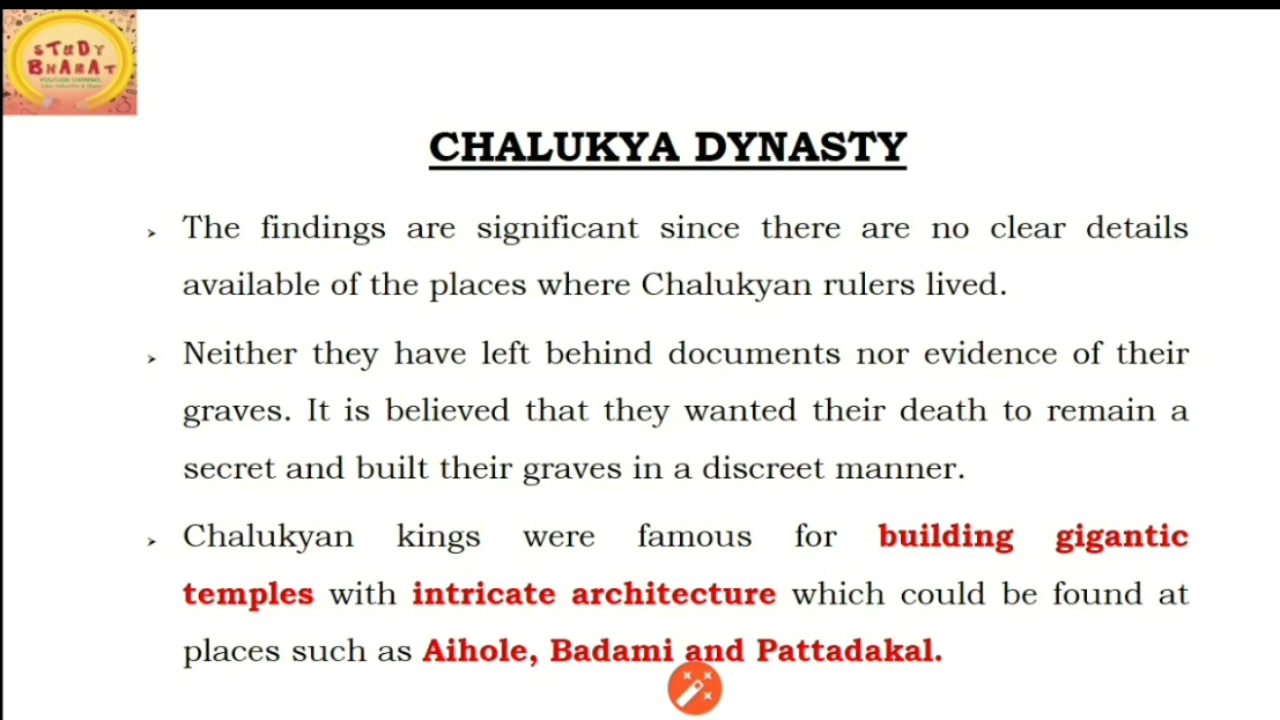 STUDY
BHARAT
YOUTUBE CHANNEL
CHALUKYA DYNASTY
The findings are significant since there are no clear details
available of the places where Chalukyan rulers lived.
Neither they have left behind documents nor evidence of their
graves. It is believed that they wanted their death to remain a
secret and built their graves in a discreet manner.
Chalukyan kings were famous for building gigantic
temples with intricate architecture which could be found at
places such as Aihole, Badami and Pattadakal.